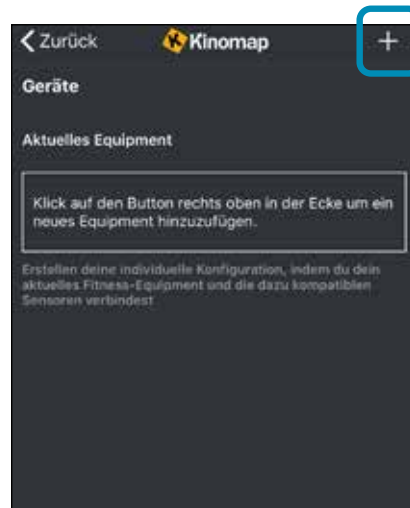 Zurück Kinomap +
Geräte
Aktuelles Equipment
Klick auf den Button rechts oben in der Ecke um ein
neues Equipment hinzuzufügen.
Erstellen deine individuelle Konfiguration, indem du dein
aktuelles Fitness-Equipment und die dazu kompatiblen
Sensoren verbindest